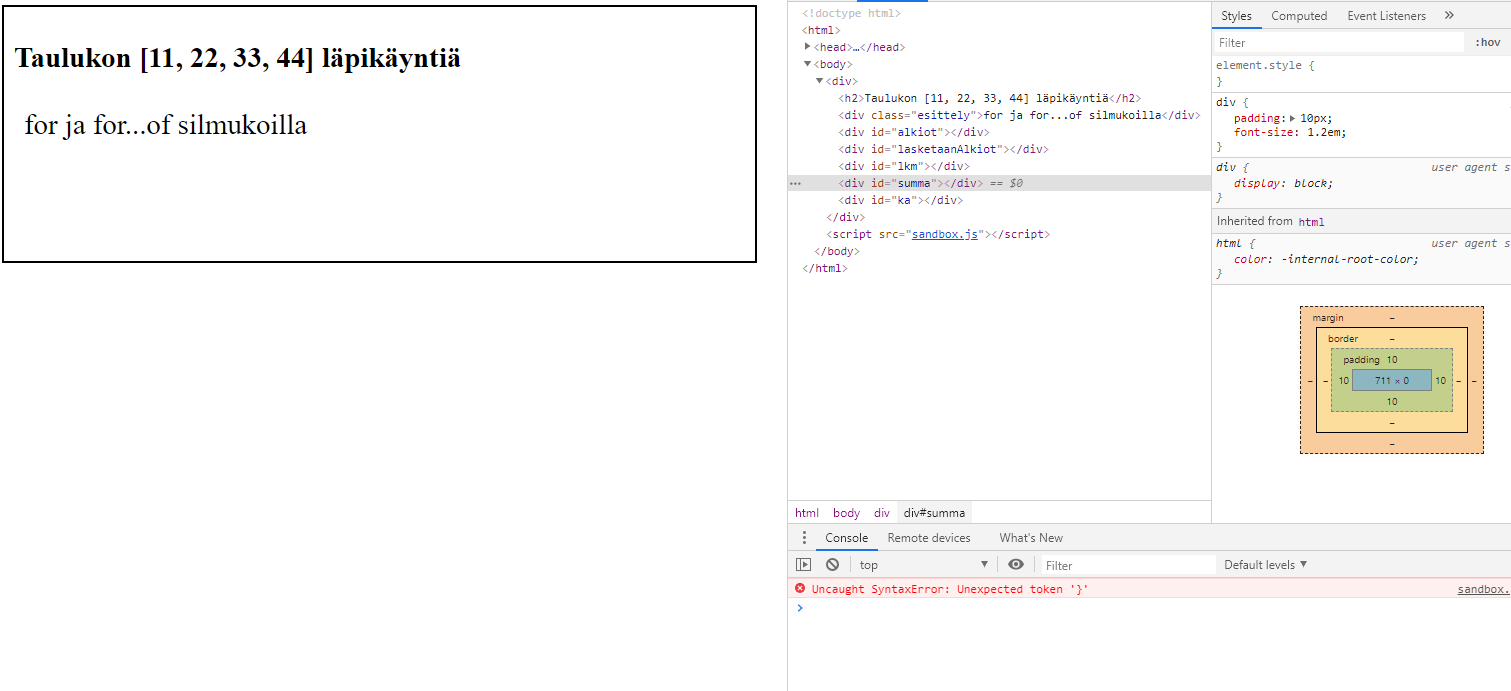 Taulukon [11, 22, 33, 44] läpikäyntiä
for ja for...of silmukoilla
<!doctype html>
<html>
<head>…</head>
<body>
<div>
<h2>Taulukon [11, 22, 33, 44] läpikäyntiä</h2>
<div class="esittely">for ja for...of silmukoilla</div>
<div id="alkiot"></div>
<div id="lasketaanAlkiot"></div>
<div id="lkm"></div>
<div id="summa"></div> == $0
<div id="ka"></div>
</div>
<script src="sandbox.js"></script>
</body>
</html>
html body div div#summa
Styles Computed Event Listeners »
Filter :hov
element.style {
}
div {
padding: 10px;
font-size: 1.2em;
}
div { user agent s
display: block;
}
Inherited from html
html { user agent s
color: -internal-root-color;
}
margin –
border –
padding 10
– – 10 711 × 0 10 – –
10
–
–
Console Remote devices What's New
top Filter Default levels
Uncaught SyntaxError: Unexpected token '}' sandbox.